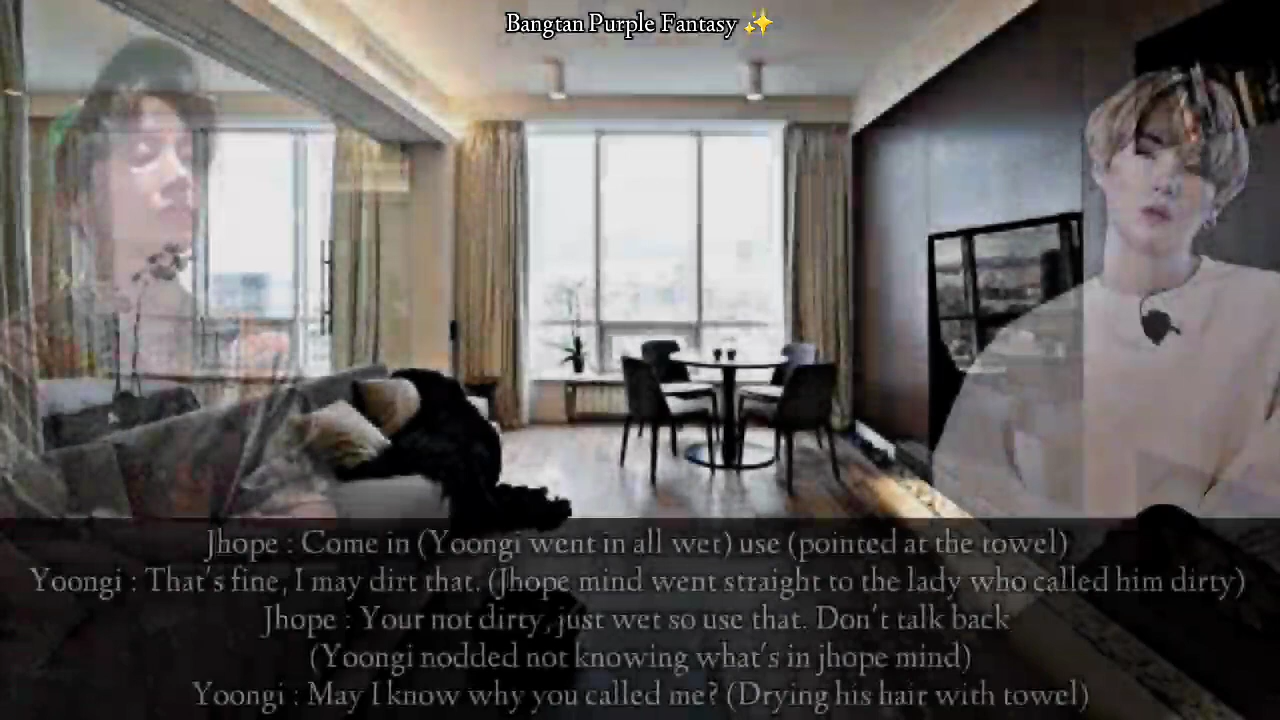 Bangtan Purple Fantasy ✨
Jhope : Come in (Yoongi went in all wet) use (pointed at the towel)
Yoongi : That's fine, I may dirt that. (Jhope mind went straight to the lady who called him dirty)
Jhope : Your not dirty, just wet so use that. Don't talk back
(Yoongi nodded not knowing what's in jhope mind)
Yoongi : May I know why you called me? (Drying his hair with towel)